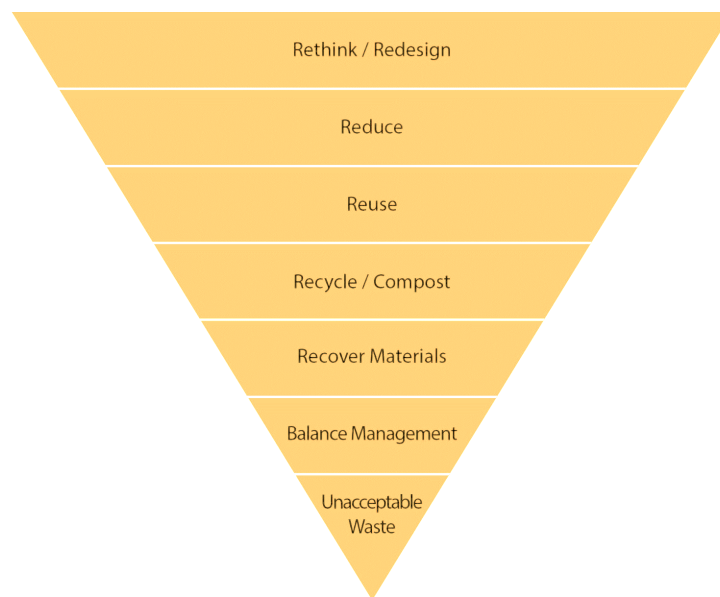 Rethink / Redesign
Reduce
Reuse
Recycle / Compost
Recover Materials
Balance Management
Unacceptable
Waste